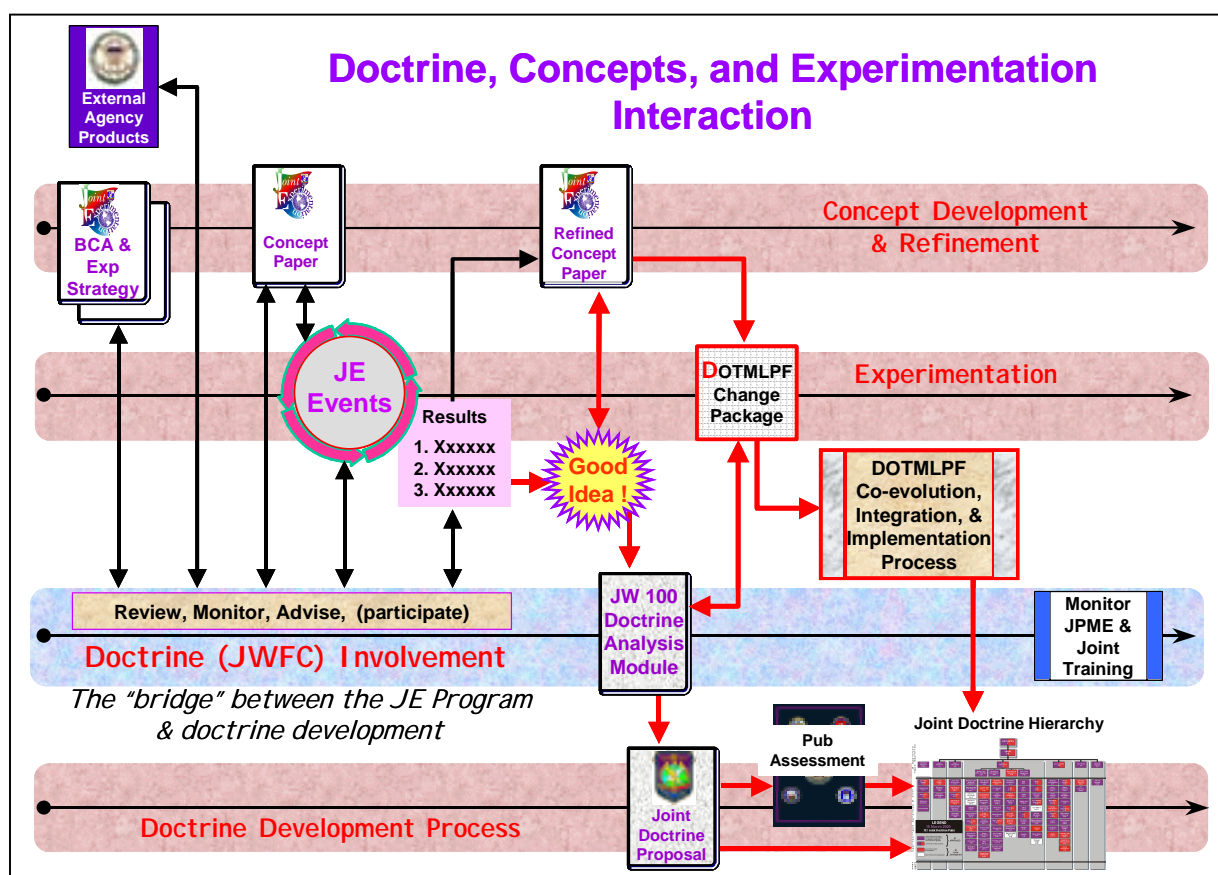 Doctrine, Concepts, and Experimentation
Interaction
External
Agency
Products
BCA &
Exp
Strategy
Joint
Concept
Paper
Refined
Concept
Paper
Concept Development
& Refinement
JE
Events
Results
1. Xxxxxx
2. Xxxxxx
3. Xxxxxx
Good
Idea !
DOTMLPF
Change
Package
Experimentation
DOTMLPF
Co-evolution,
Integration, &
Implementation
Process
Review, Monitor, Advise, (participate)
Doctrine (JWFC) Involvement
The "bridge" between the JE Program
& doctrine development
JW 100
Doctrine
Analysis
Module
Monitor
JPME &
Joint
Training
Joint
Doctrine
Proposal
Pub
Assessment
Joint Doctrine Hierarchy
LEGEND
Doctrine Development Process